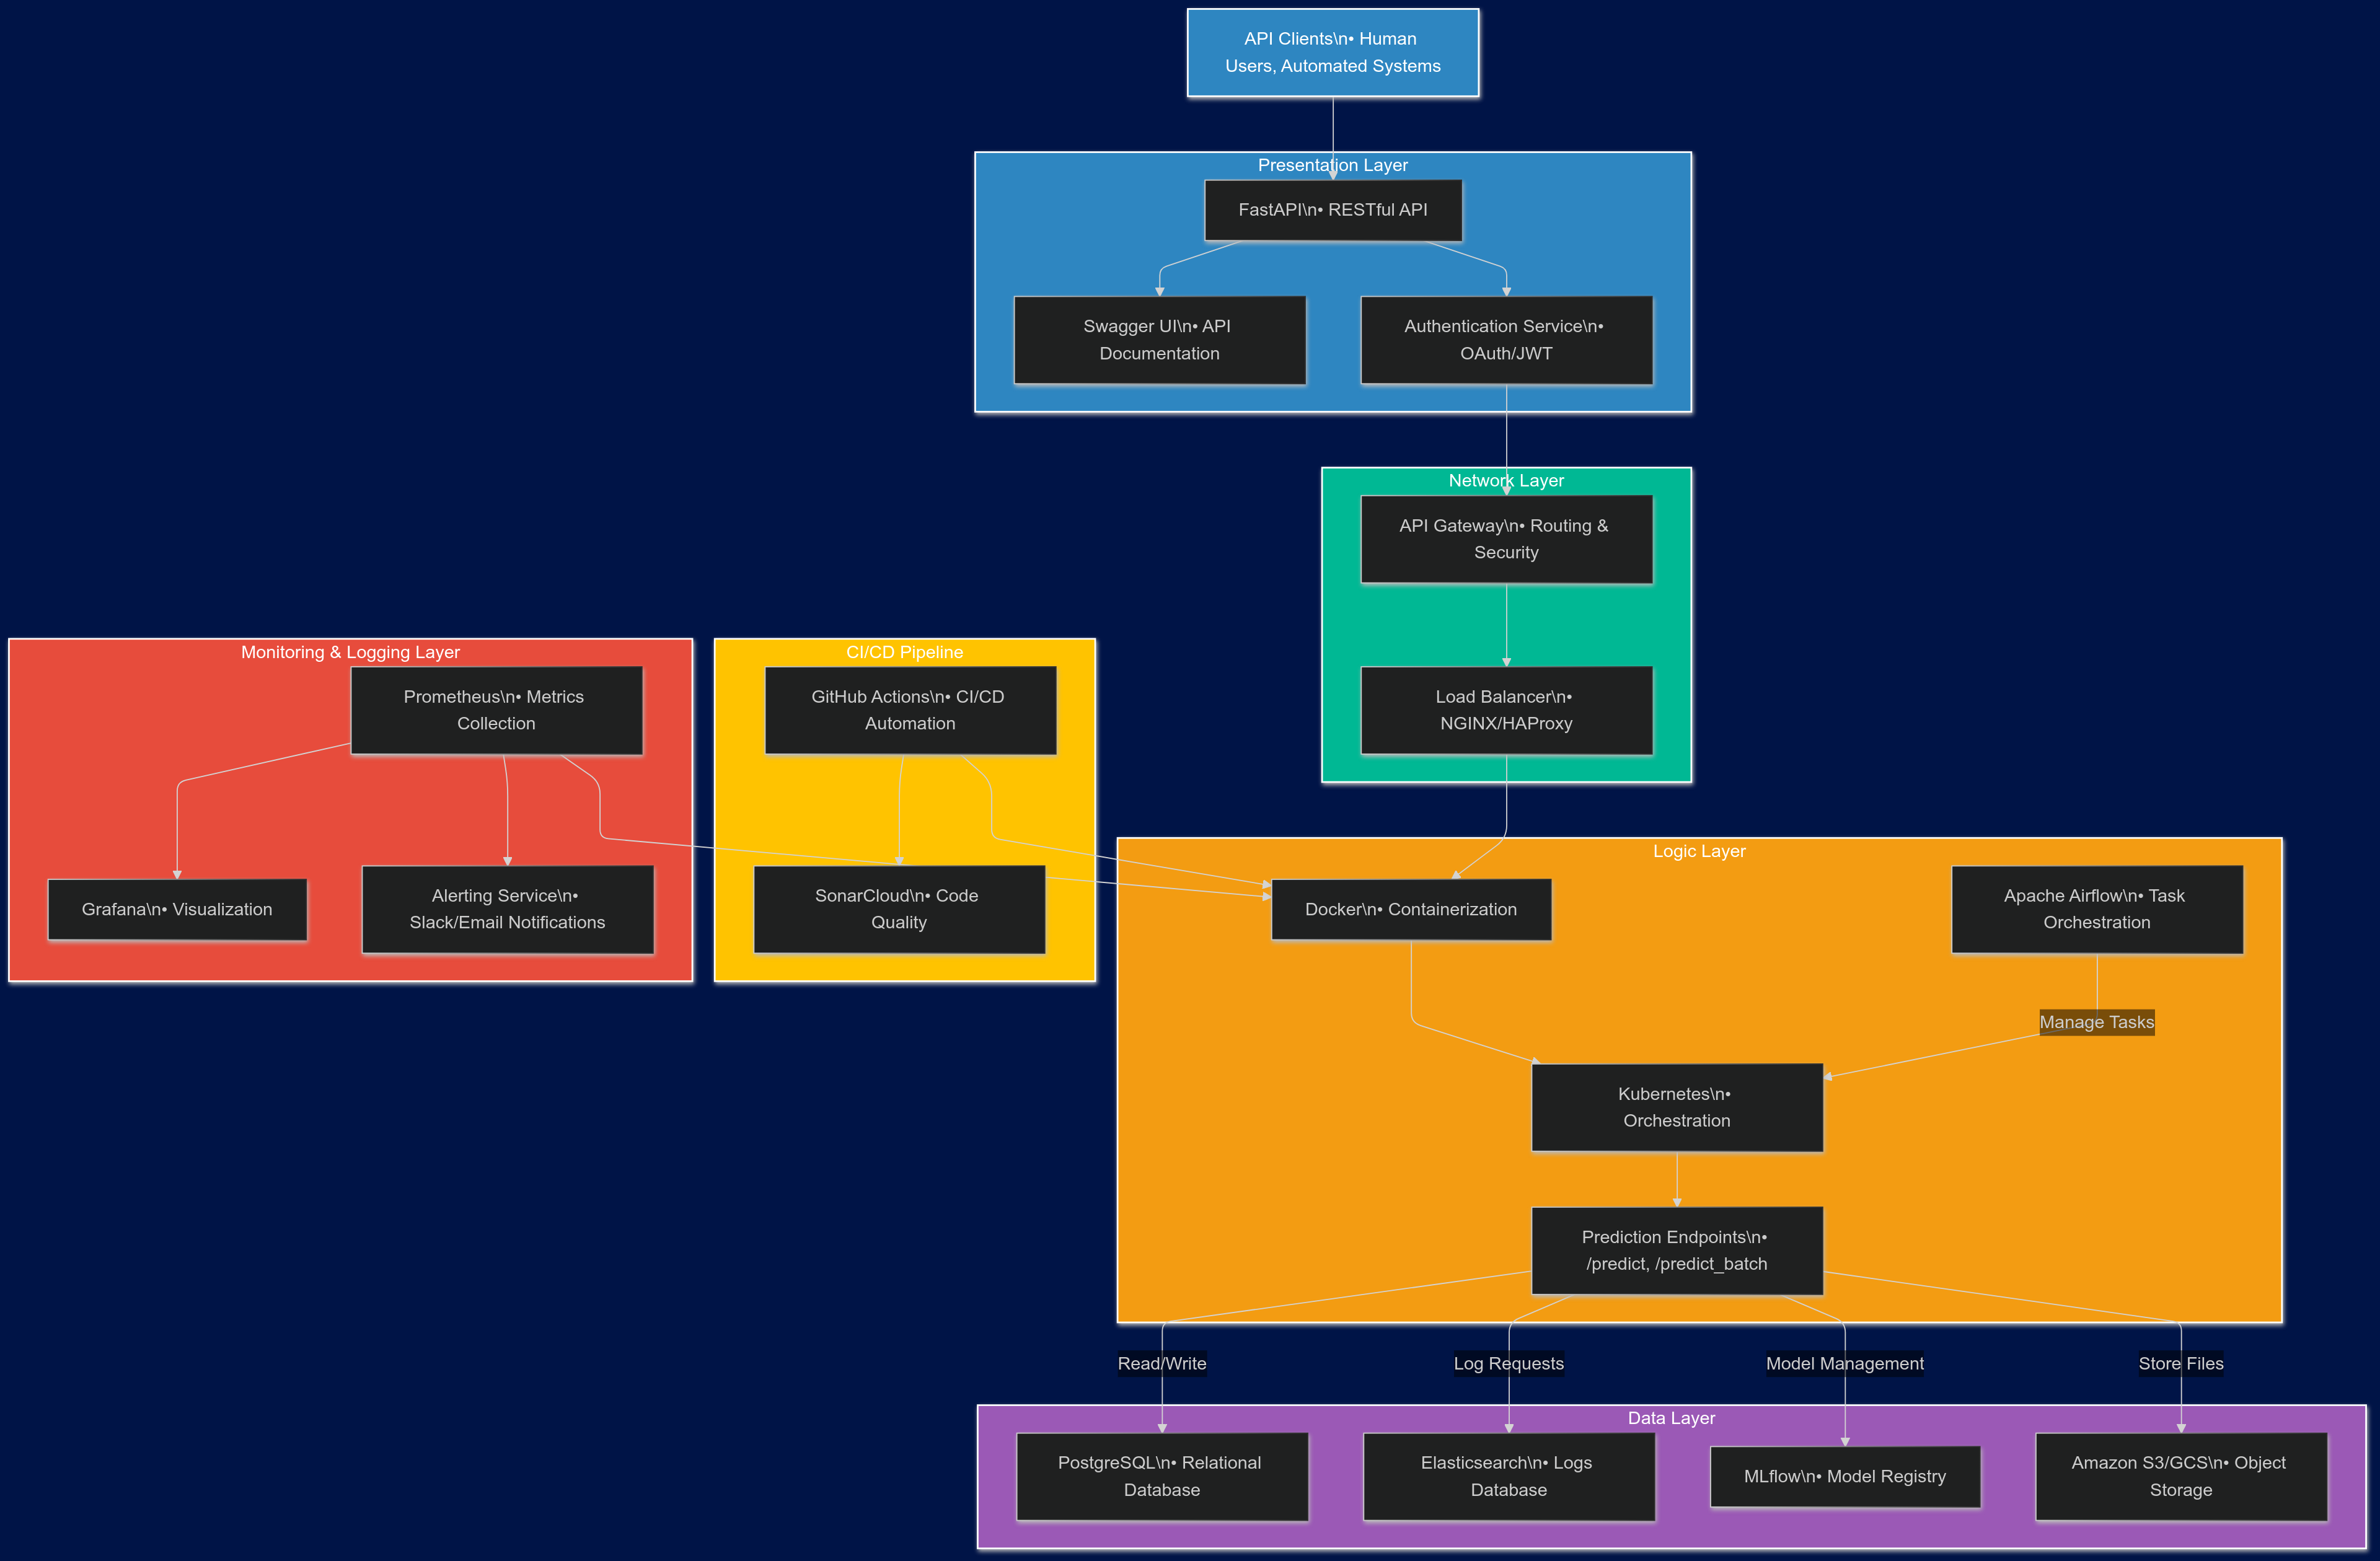 API Clients\n• Human
Users, Automated Systems
Presentation Layer
FastAPI\n• RESTful API
Swagger UI\n• API
Documentation
Authentication Service\n•
OAuth/JWT
Network Layer
API Gateway\n• Routing &
Security
Load Balancer\n•
NGINX/HAProxy
Monitoring & Logging Layer
Prometheus\n• Metrics
Collection
Grafana\n• Visualization
Alerting Service\n•
Slack/Email Notifications
CI/CD Pipeline
GitHub Actions\n• CI/CD
Automation
SonarCloud\n• Code
Quality
Logic Layer
Docker\n• Containerization
Apache Airflow\n• Task
Orchestration
Manage Tasks
Kubernetes\n•
Orchestration
Prediction Endpoints\n•
/predict, /predict_batch
Read/Write
Log Requests
Model Management
Store Files
Data Layer
PostgreSQL\n• Relational
Database
Elasticsearch\n• Logs
Database
MLflow\n• Model Registry
Amazon S3/GCS\n• Object
Storage